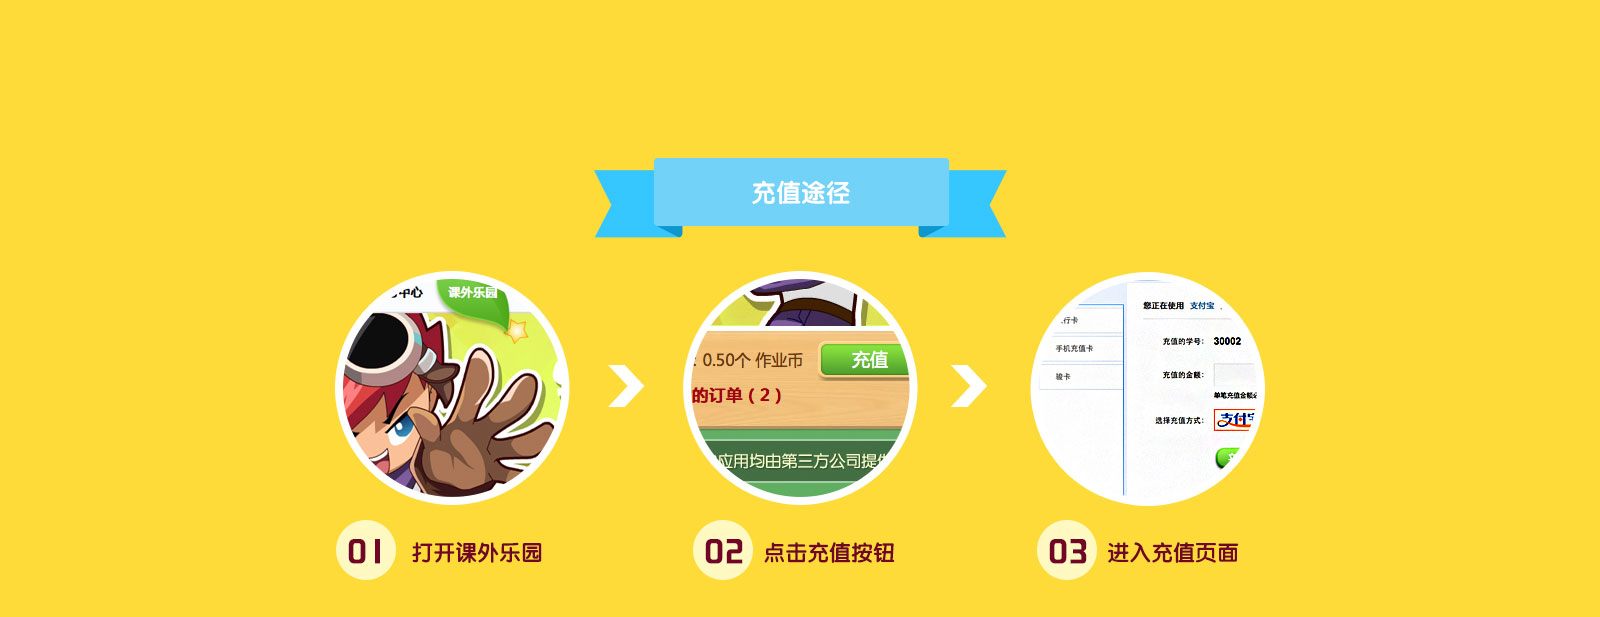 充值途径
中心
课外乐园
: 0.50个 作业币
充值
的订单（2）
应用均由第三方公司提供
您正在使用 支付宝
行卡
手机充值卡
骏卡
充值的学号： 30002
充值的金额：
单笔充值金额必
选择充值方式：
支付宝
01 打开课外乐园
02 点击充值按钮
03 进入充值页面